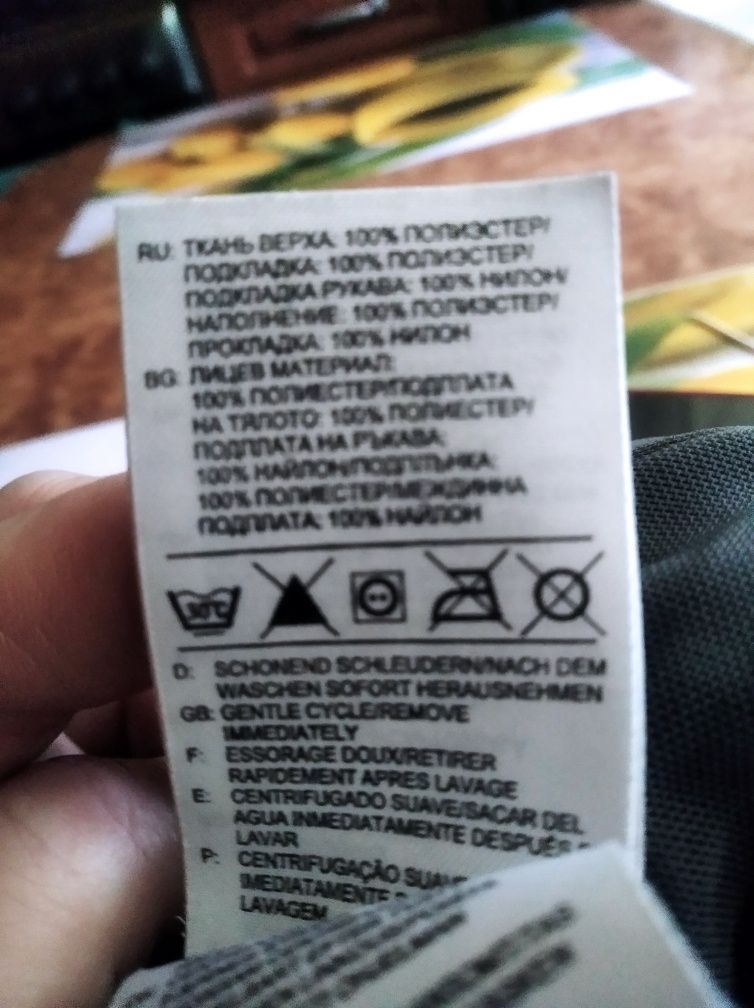 RU: ТКАНЬ ВЕРХА: 100% ПОЛИЭСТЕР/
ПОДКЛАДКА: 100% ПОЛИЭСТЕР/
ПОДКЛАДКА РУКАВА: 100% НИЛОН/
НАПОЛНЕНИЕ: 100% ПОЛИЭСТЕР/
ПРОКЛАДКА: 100% НИЛОН
BG: ЛИЦЕВ МАТЕРИАЛ:
100% ПОЛИЕСТЕР/ПОДПЛАТА
НА ТЯЛОТО: 100% ПОЛИЕСТЕР/
ПОДПЛАТА НА РЪКАВА:
100% НАЙЛОН/ПОДПЛЪНКА:
100% ПОЛИЕСТЕР/МЕЖДИННА
ПОДПЛАТА: 100% НАЙЛОН
30°C
D: SCHONEND SCHLEUDERN/NACH DEM
WASCHEN SOFORT HERAUSNEHMEN
GB: GENTLE CYCLE/REMOVE
IMMEDIATELY
F: ESSORAGE DOUX/RETIRER
RAPIDEMENT APRES LAVAGE
E: CENTRIFUGADO SUAVE/SACAR DEL
AGUA INMEDIATAMENTE DESPUÉS
LAVAR
P: CENTRIFUGAÇÃO
IMEDIATAMENTE
LAVAGEM